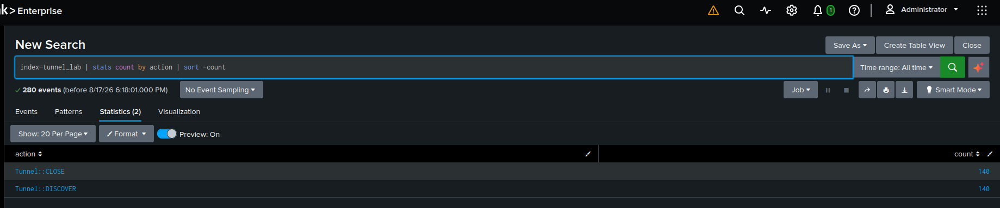 k> Enterprise
1
Administrator
New Search
Save As
Create Table View
Close
index=tunnel_lab | stats count by action | sort -count
Time range: All time
280 events (before 8/17/26 6:18:01.000 PM)
No Event Sampling
Job
Smart Mode
Events
Patterns
Statistics (2)
Visualization
Show: 20 Per Page
Format
Preview: On
action
count
Tunnel::CLOSE
140
Tunnel::DISCOVER
140